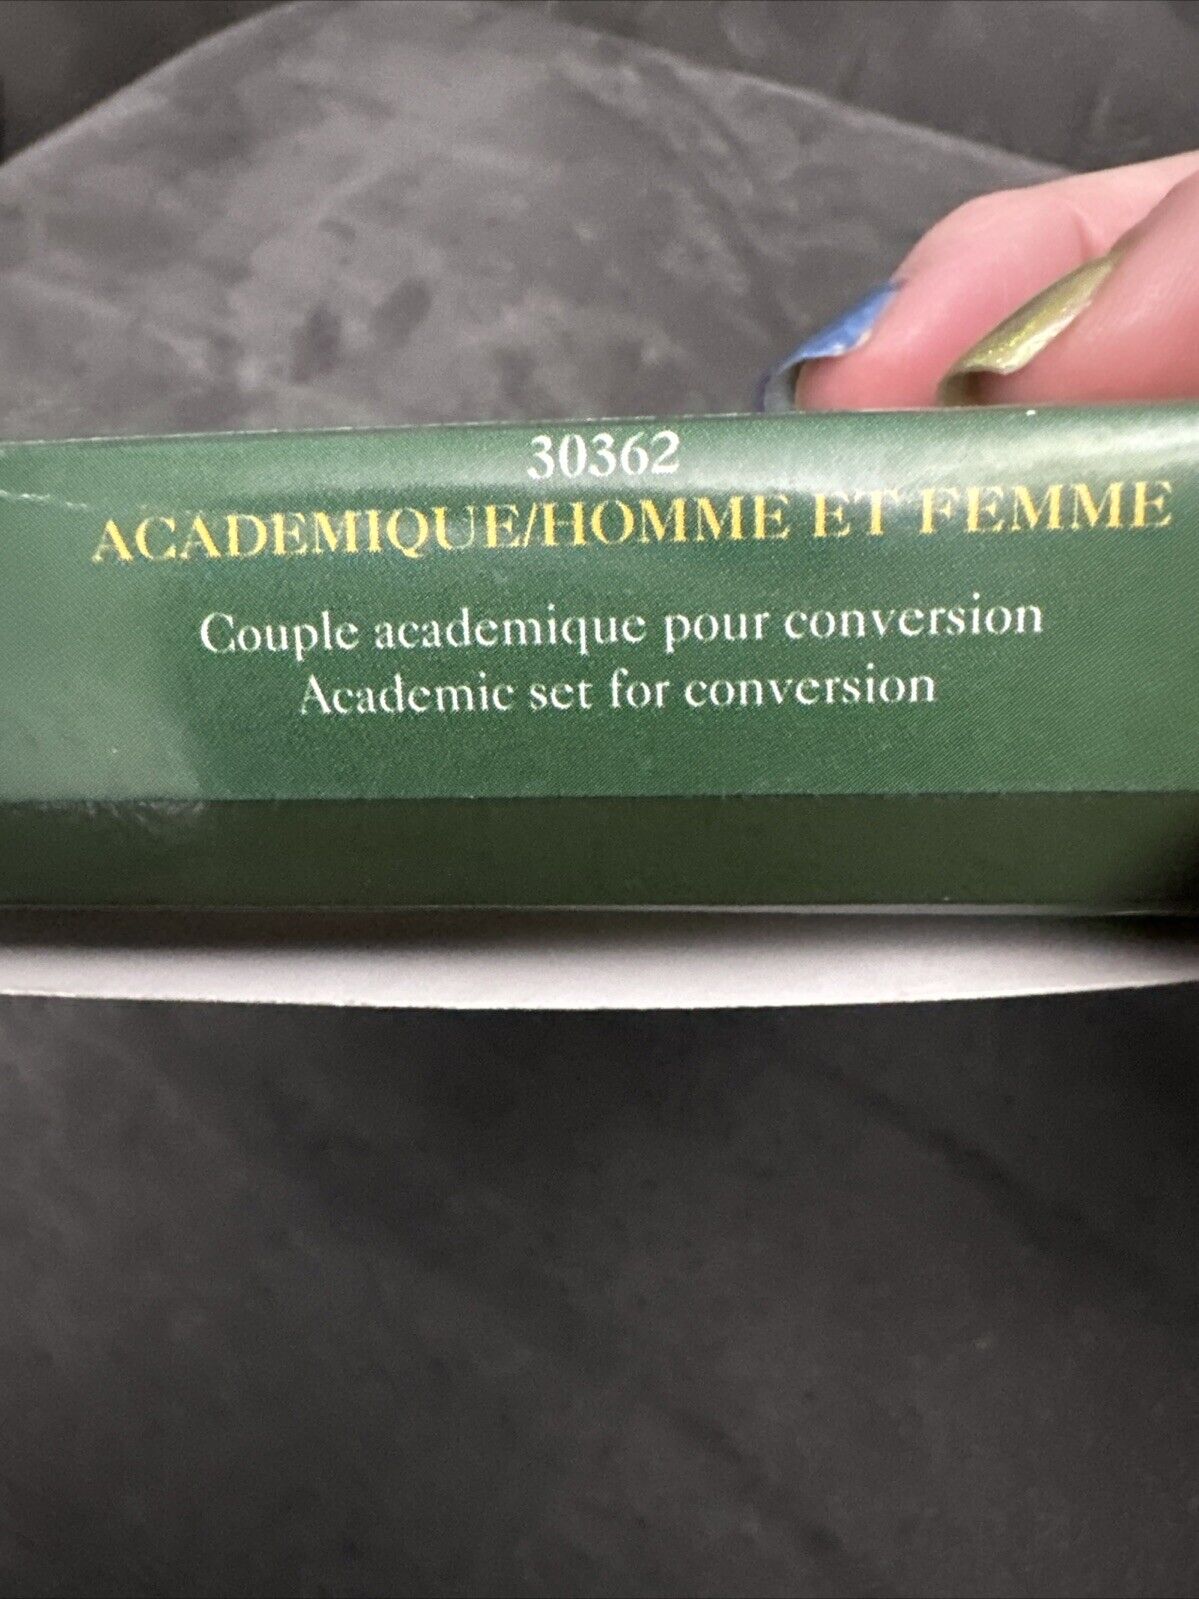 30362
ACADEMIQUE/HOMME ET FEMME
Couple academique pour conversion
Academic set for conversion